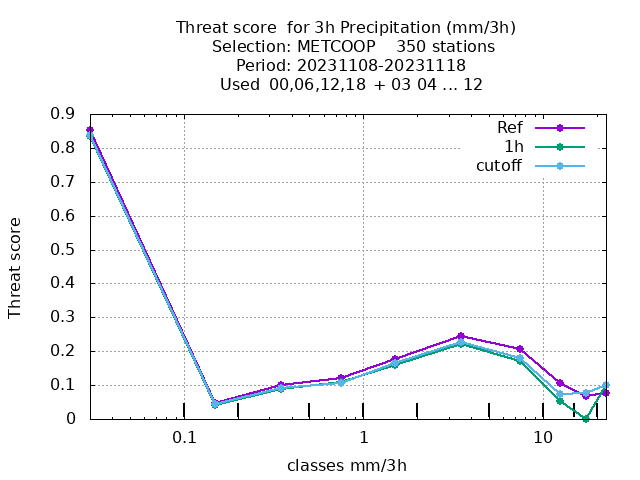 Threat score  for 3h Precipitation (mm/3h)
Selection: METCOOP    350 stations
Period: 20231108-20231118
Used  00,06,12,18  + 03 04 ... 12
Ref
1h
cutoff
Threat score
0.9
0.8
0.7
0.6
0.5
0.4
0.3
0.2
0.1
0
0.1 1 10
classes mm/3h